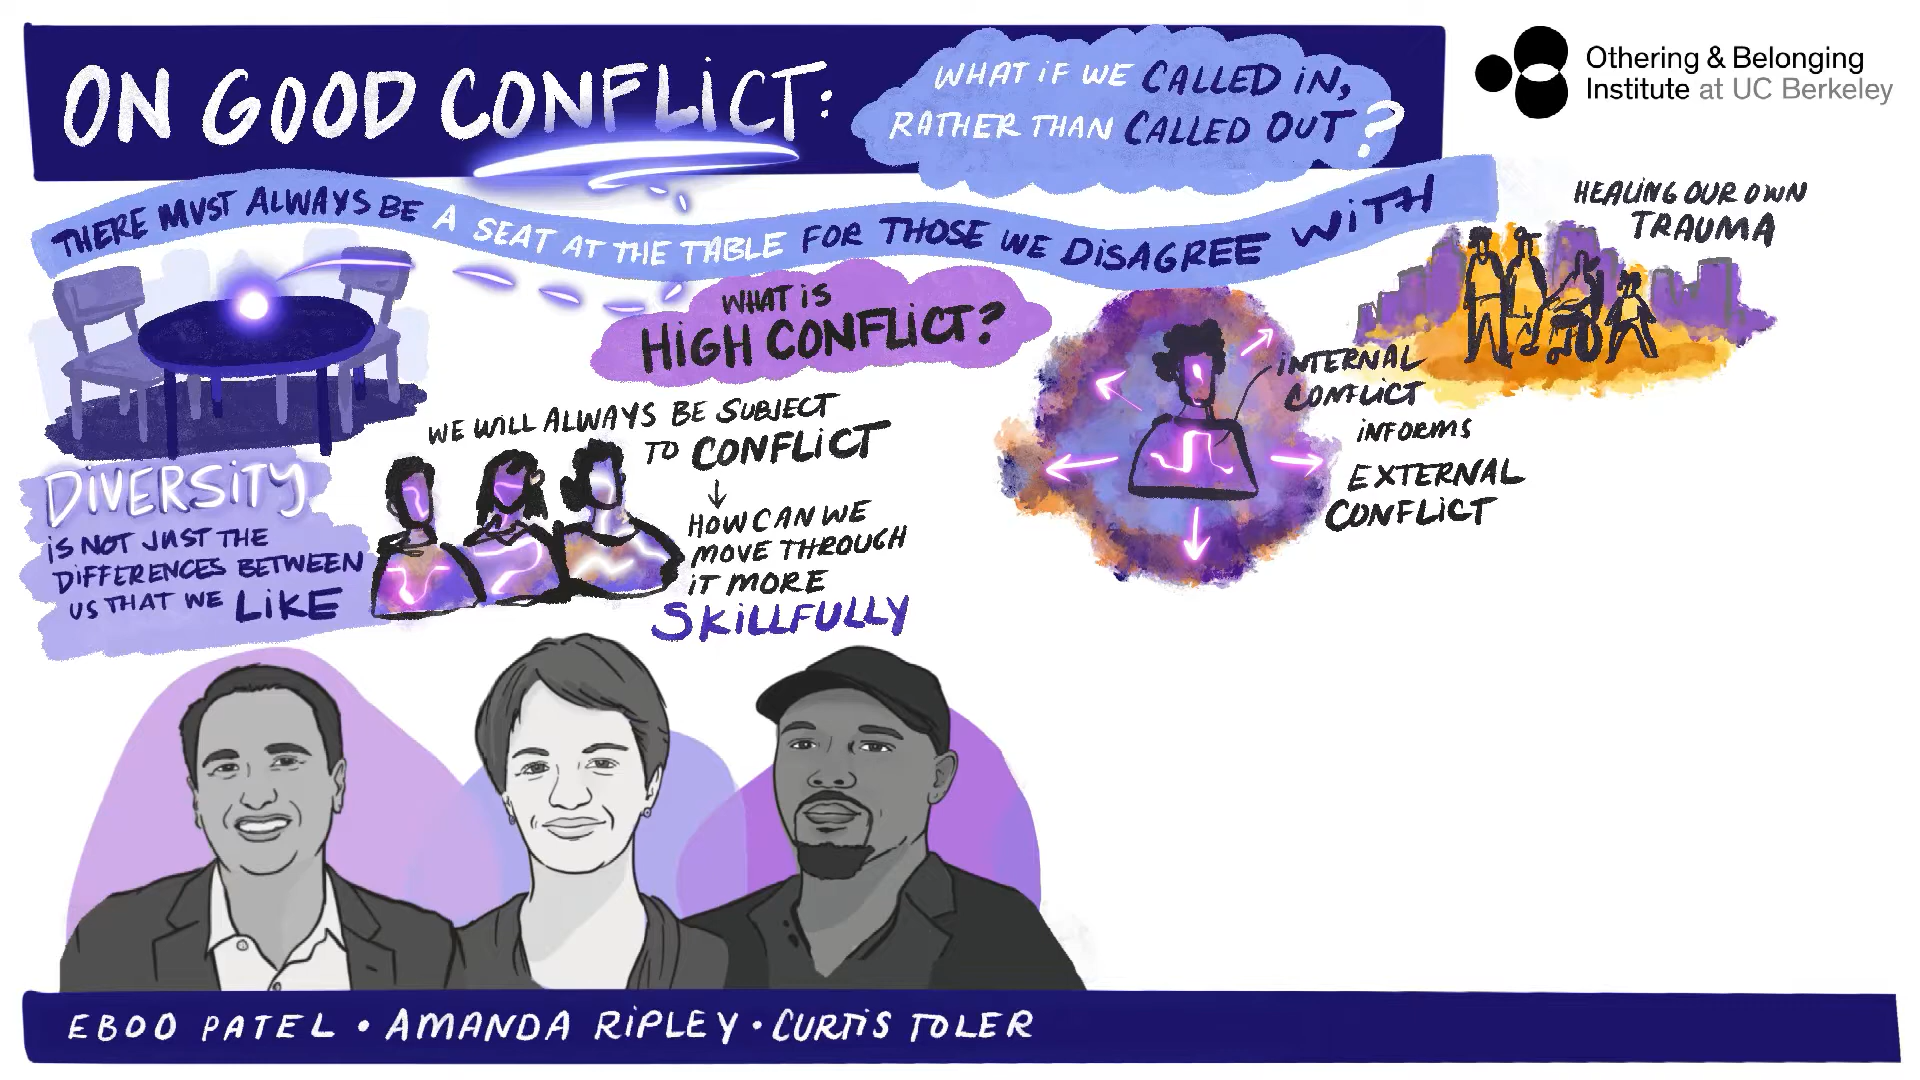 ON GOOD CONFLICT:
WHAT IF WE CALLED IN,
RATHER THAN CALLED OUT?
Othering & Belonging
Institute at UC Berkeley
THERE MUST ALWAYS BE A SEAT AT THE TABLE FOR THOSE WE DISAGREE WITH
HEALING OUR OWN
TRAUMA
WHAT IS
HIGH CONFLICT?
INTERNAL
CONFLICT
INFORMS
EXTERNAL
CONFLICT
WE WILL ALWAYS BE SUBJECT
TO CONFLICT
HOW CAN WE
MOVE THROUGH
IT MORE
SKILLFULLY
DIVERSITY
IS NOT JUST THE
DIFFERENCES BETWEEN
US THAT WE LIKE
EBOO PATEL • AMANDA RIPLEY • CURTIS TOLER